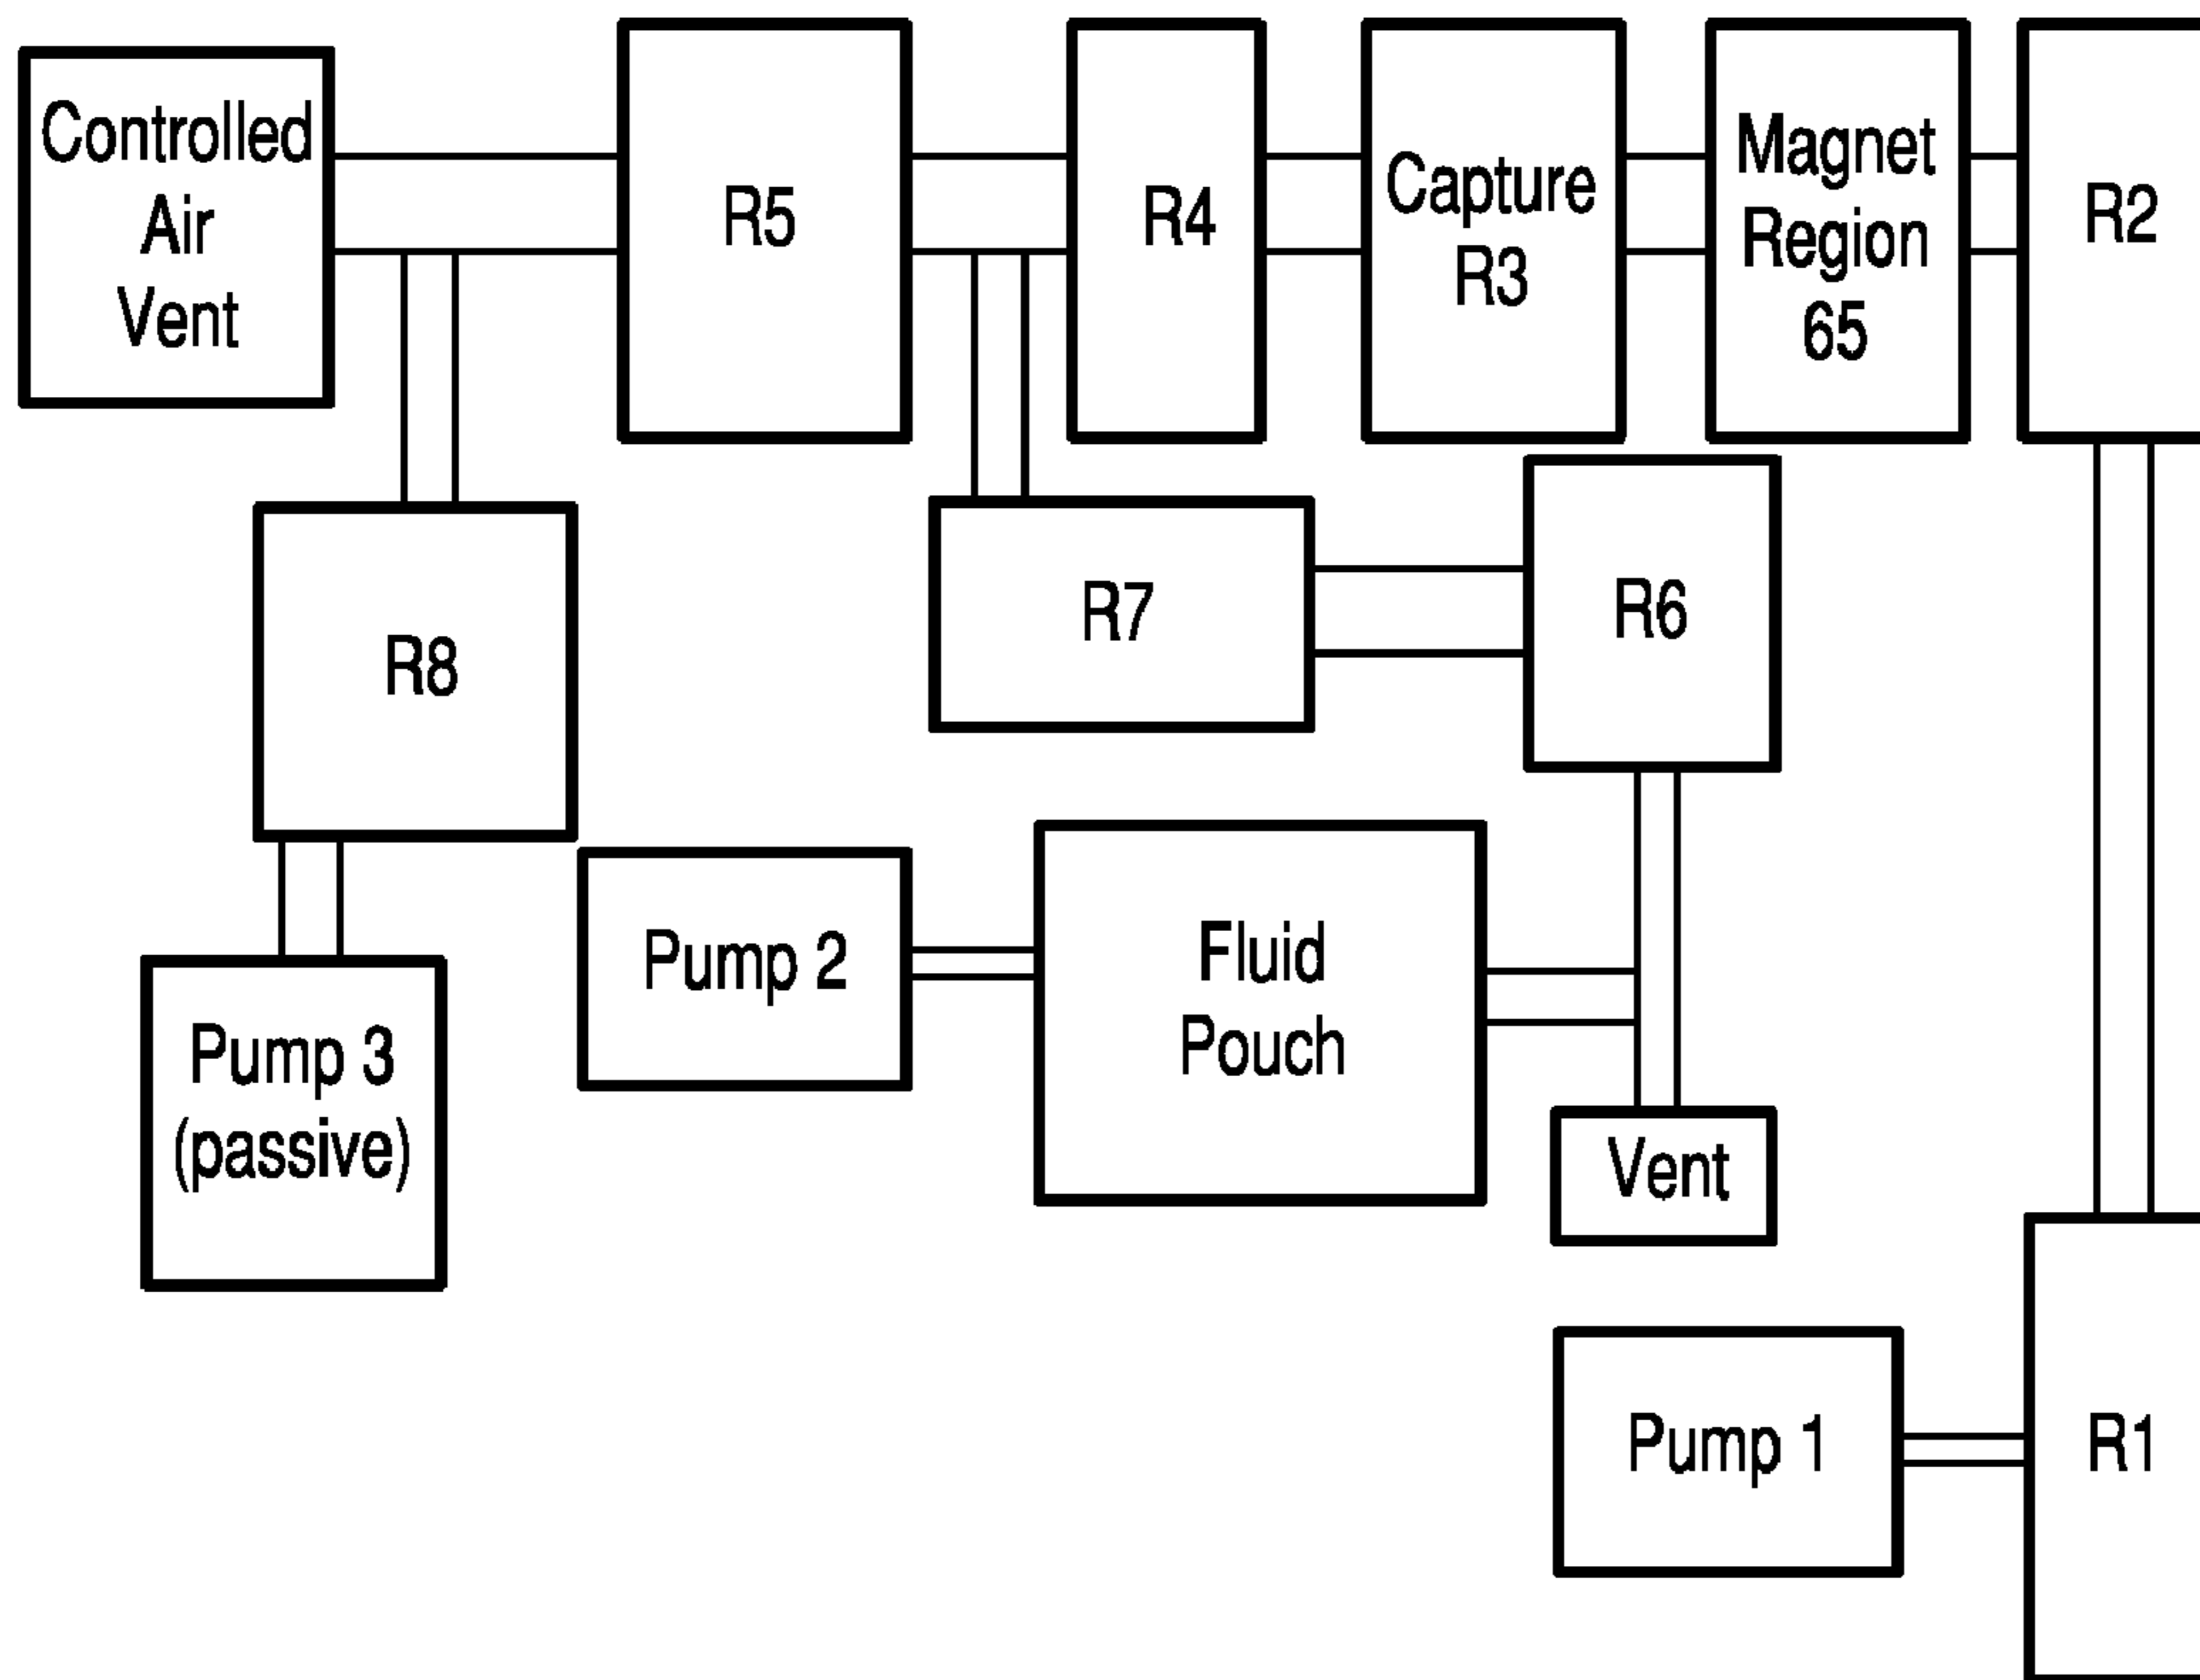 Controlled
Air
Vent
R5
R4
Capture
R3
Magnet
Region
65
R2
R8
R7
R6
Pump 3
(passive)
Pump 2
Fluid
Pouch
Vent
Pump 1
R1